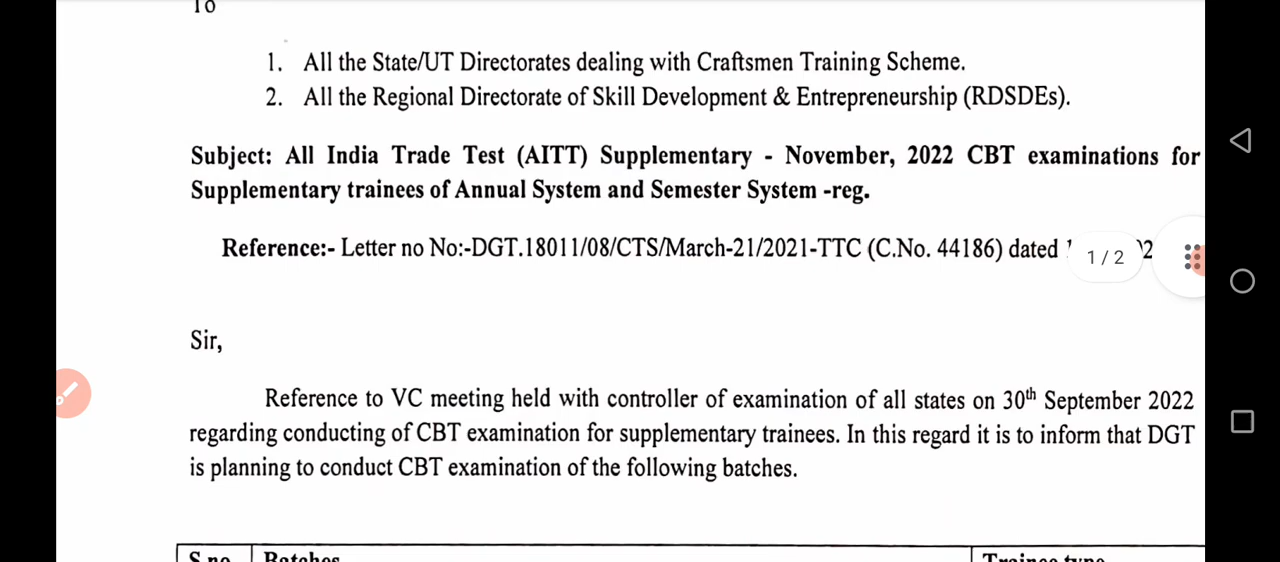 To
1. All the State/UT Directorates dealing with Craftsmen Training Scheme.
2. All the Regional Directorate of Skill Development & Entrepreneurship (RDSDEs).
Subject: All India Trade Test (AITT) Supplementary - November, 2022 CBT examinations for
Supplementary trainees of Annual System and Semester System -reg.
Reference:- Letter no No:-DGT.18011/08/CTS/March-21/2021-TTC (C.No. 44186) dated
1 / 2
Sir,
Reference to VC meeting held with controller of examination of all states on 30th September 2022
regarding conducting of CBT examination for supplementary trainees. In this regard it is to inform that DGT
is planning to conduct CBT examination of the following batches.
S.no Batches Trainee type